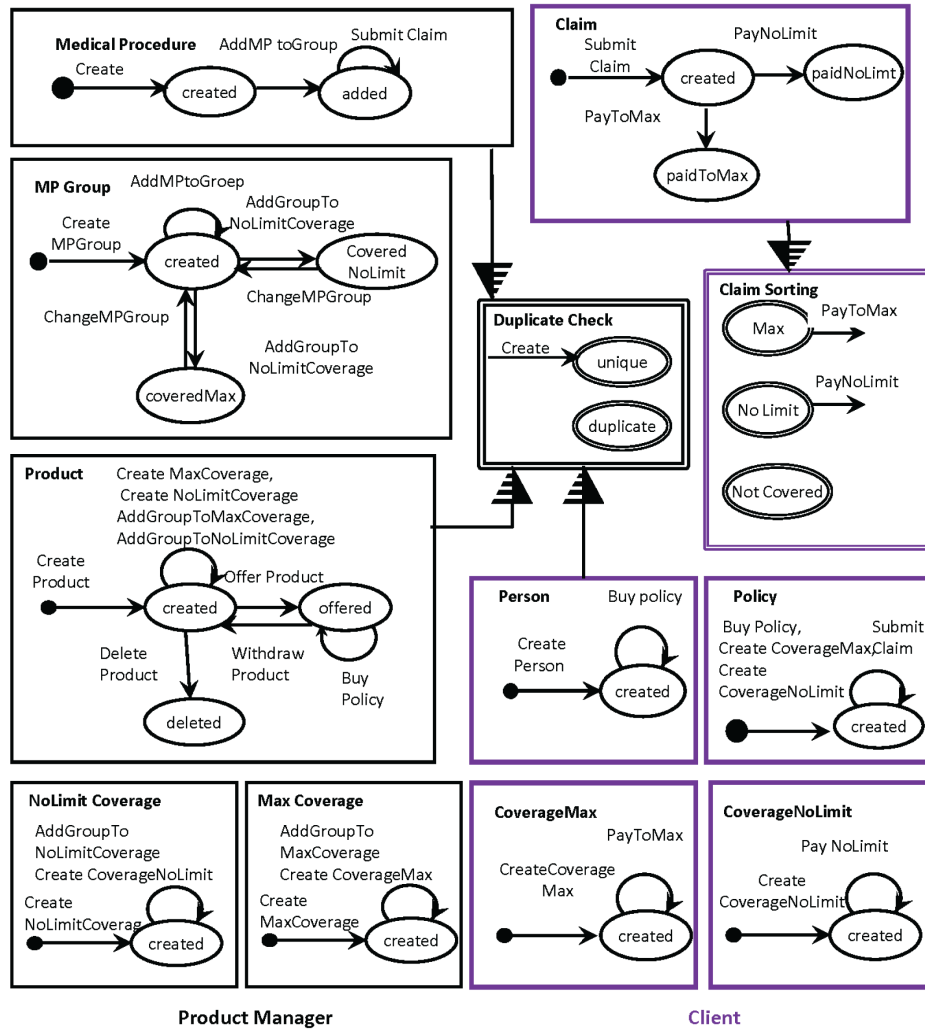 Medical Procedure
AddMP toGroup
Submit Claim
Create
created
added
Claim
Submit
Claim
PayNoLimit
created
paidNoLimt
PayToMax
paidToMax
MP Group
AddMPtoGroep
AddGroupTo
NoLimitCoverage
Create
MPGroup
created
Covered
NoLimit
ChangeMPGroup
ChangeMPGroup
AddGroupTo
NoLimitCoverage
coveredMax
Duplicate Check
Create
unique
duplicate
Claim Sorting
Max
PayToMax
No Limit
PayNoLimit
Not Covered
Product
Create MaxCoverage,
Create NoLimitCoverage
AddGroupToMaxCoverage,
AddGroupToNoLimitCoverage
Create
Product
Offer Product
created
offered
Delete
Product
Withdraw
Product
Buy
Policy
deleted
Person
Buy policy
Create
Person
created
Policy
Buy Policy,
Create CoverageMax,
Create
CoverageNoLimit
Submit
Claim
created
NoLimit Coverage
AddGroupTo
NoLimitCoverage
Create CoverageNoLimit
Create
NoLimitCoverag
created
Max Coverage
AddGroupTo
MaxCoverage
Create CoverageMax
Create
MaxCoverage
created
CoverageMax
PayToMax
CreateCoverage
Max
created
CoverageNoLimit
Pay NoLimit
Create
CoverageNoLimit
created
Product Manager
Client